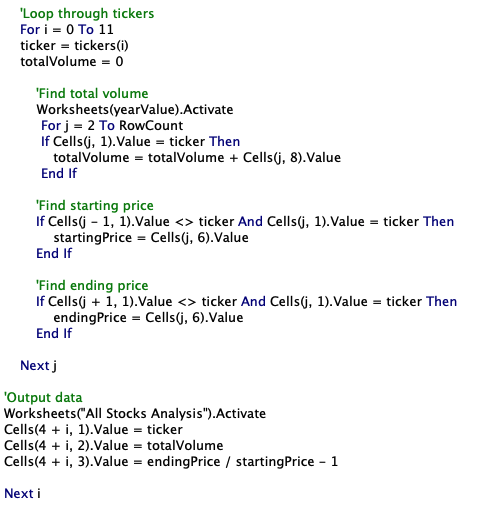 'Loop through tickers
For i = 0 To 11
ticker = tickers(i)
totalVolume = 0
'Find total volume
Worksheets(yearValue).Activate
For j = 2 To RowCount
If Cells(j, 1).Value = ticker Then
totalVolume = totalVolume + Cells(j, 8).Value
End If
'Find starting price
If Cells(j - 1, 1).Value <> ticker And Cells(j, 1).Value = ticker Then
startingPrice = Cells(j, 6).Value
End If
'Find ending price
If Cells(j + 1, 1).Value <> ticker And Cells(j, 1).Value = ticker Then
endingPrice = Cells(j, 6).Value
End If
Next j
'Output data
Worksheets("All Stocks Analysis").Activate
Cells(4 + i, 1).Value = ticker
Cells(4 + i, 2).Value = totalVolume
Cells(4 + i, 3).Value = endingPrice / startingPrice - 1
Next i